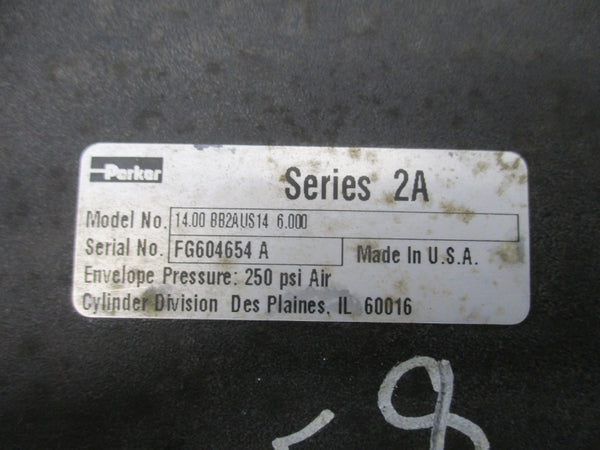 Parker
Series 2A
Model No. 14.00 BB2AUS14 6.000
Serial No. FG604654 A Made In U.S.A.
Envelope Pressure: 250 psi Air
Cylinder Division Des Plaines, IL 60016